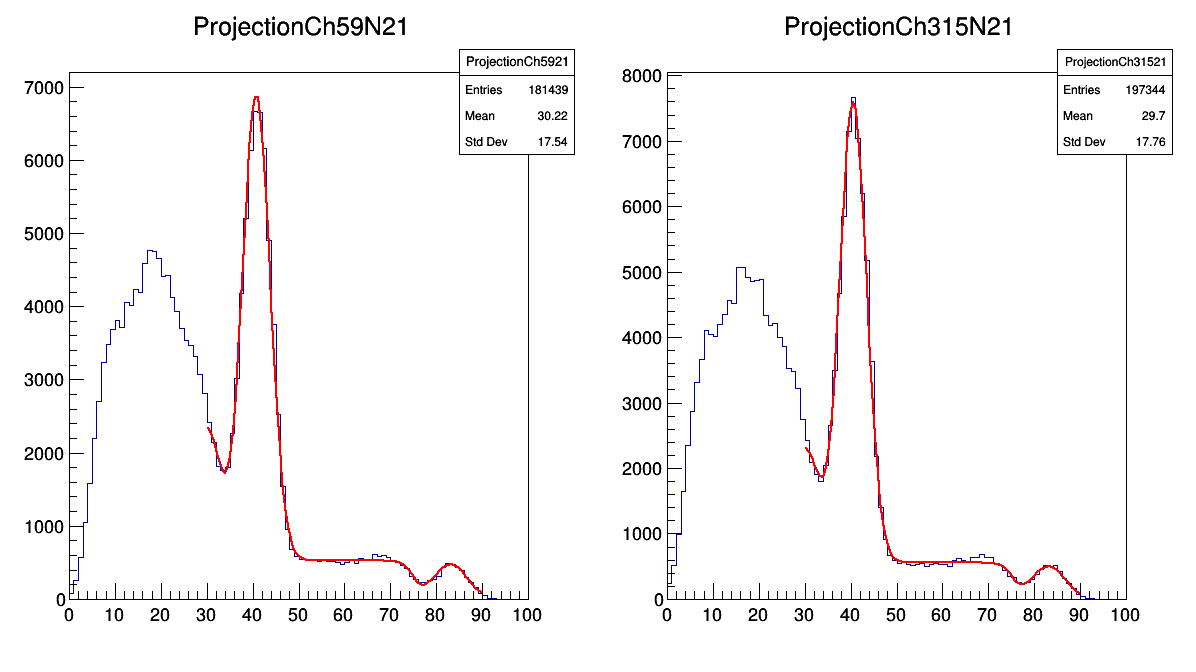 ProjectionCh59N21
ProjectionCh5921
Entries 181439
Mean 30.22
Std Dev 17.54
7000
6000
5000
4000
3000
2000
1000
0
0 10 20 30 40 50 60 70 80 90 100
ProjectionCh315N21
ProjectionCh31521
Entries 197344
Mean 29.7
Std Dev 17.76
8000
7000
6000
5000
4000
3000
2000
1000
0
0 10 20 30 40 50 60 70 80 90 100